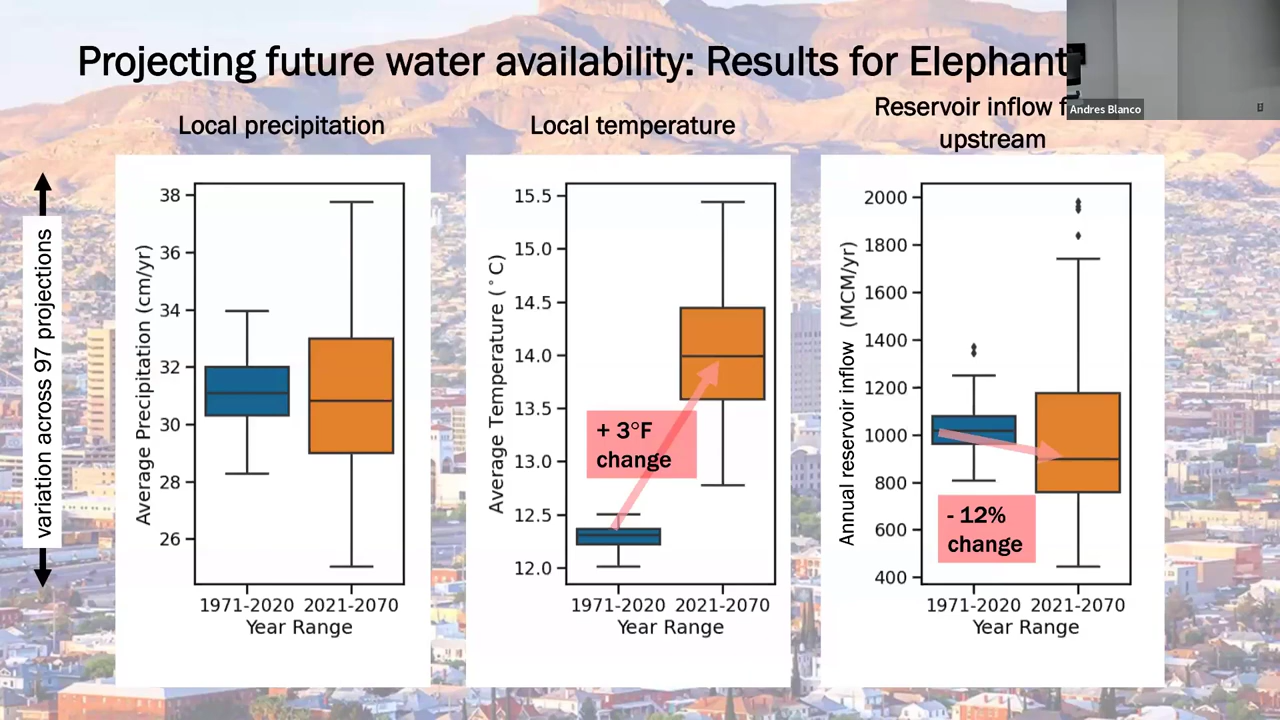 Projecting future water availability: Results for Elephant
Andres Blanco
Local precipitation
Local temperature
Reservoir inflow
upstream
variation across 97 projections
Average Precipitation (cm/yr)
38
36
34
32
30
28
26
1971-2020 2021-2070
Year Range
Average Temperature (°C)
15.5
15.0
14.5
14.0
13.5
13.0
12.5
12.0
+ 3°F
change
1971-2020 2021-2070
Year Range
Annual reservoir inflow (MCM/yr)
2000
1800
1600
1400
1200
1000
800
600
400
- 12%
change
1971-2020 2021-2070
Year Range